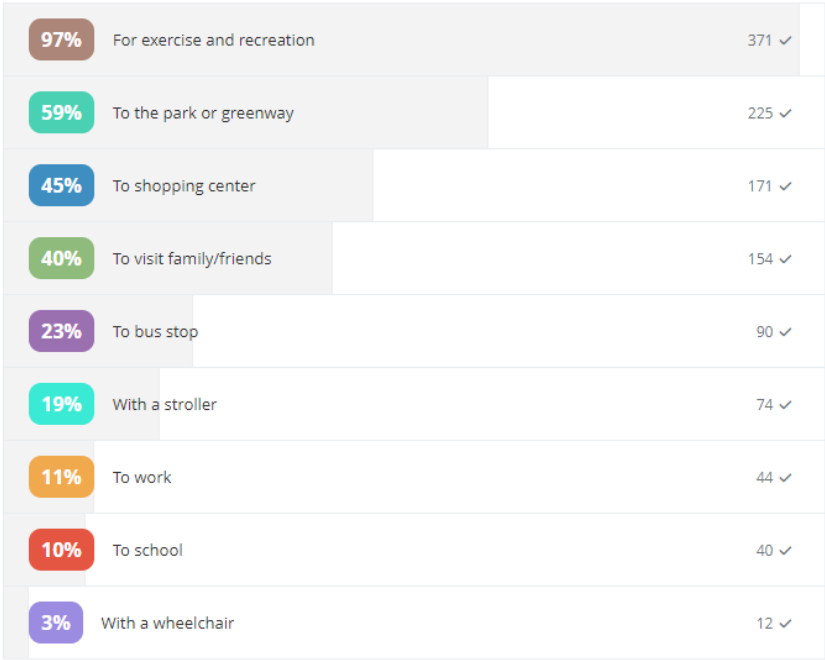 97% For exercise and recreation 371 ✓
59% To the park or greenway 225 ✓
45% To shopping center 171 ✓
40% To visit family/friends 154 ✓
23% To bus stop 90 ✓
19% With a stroller 74 ✓
11% To work 44 ✓
10% To school 40 ✓
3% With a wheelchair 12 ✓